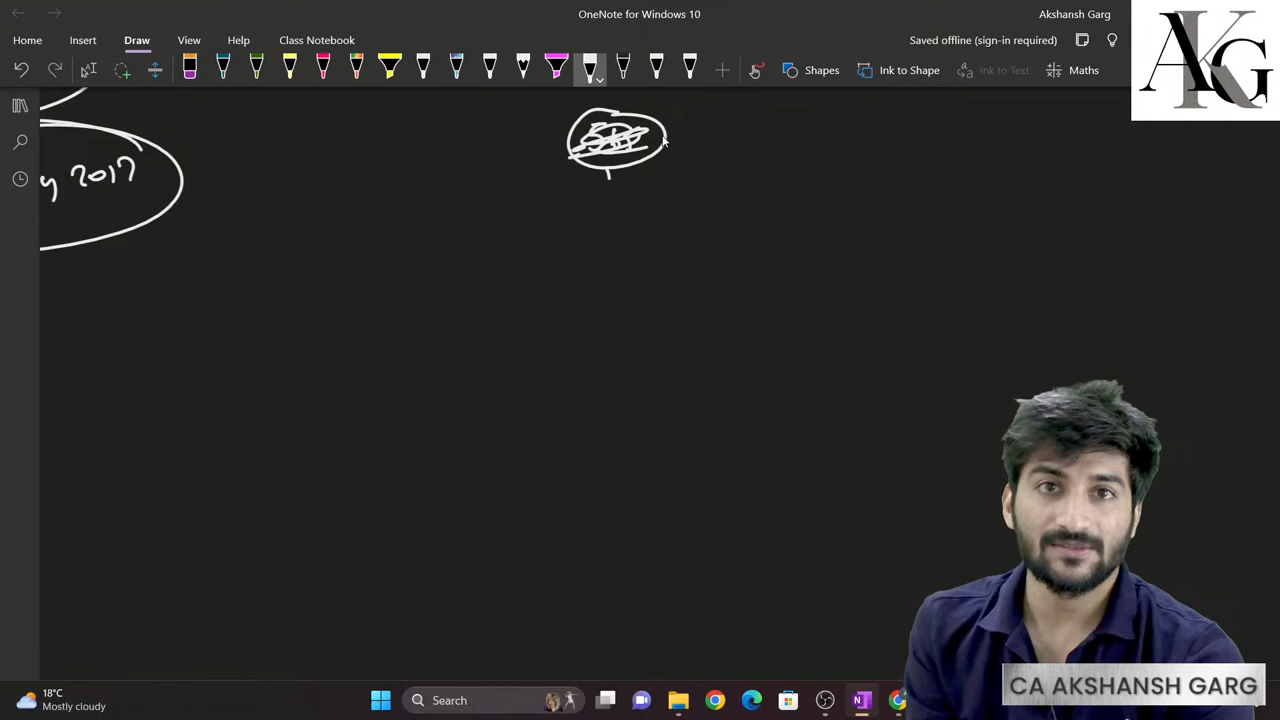 OneNote for Windows 10
Akshansh Garg
Home Insert Draw View Help Class Notebook
Saved offline (sign-in required)
Shapes Ink to Shape Ink to Text Maths
AKG
y 2017
CA AKSHANSH GARG
18°C
Mostly cloudy
Search